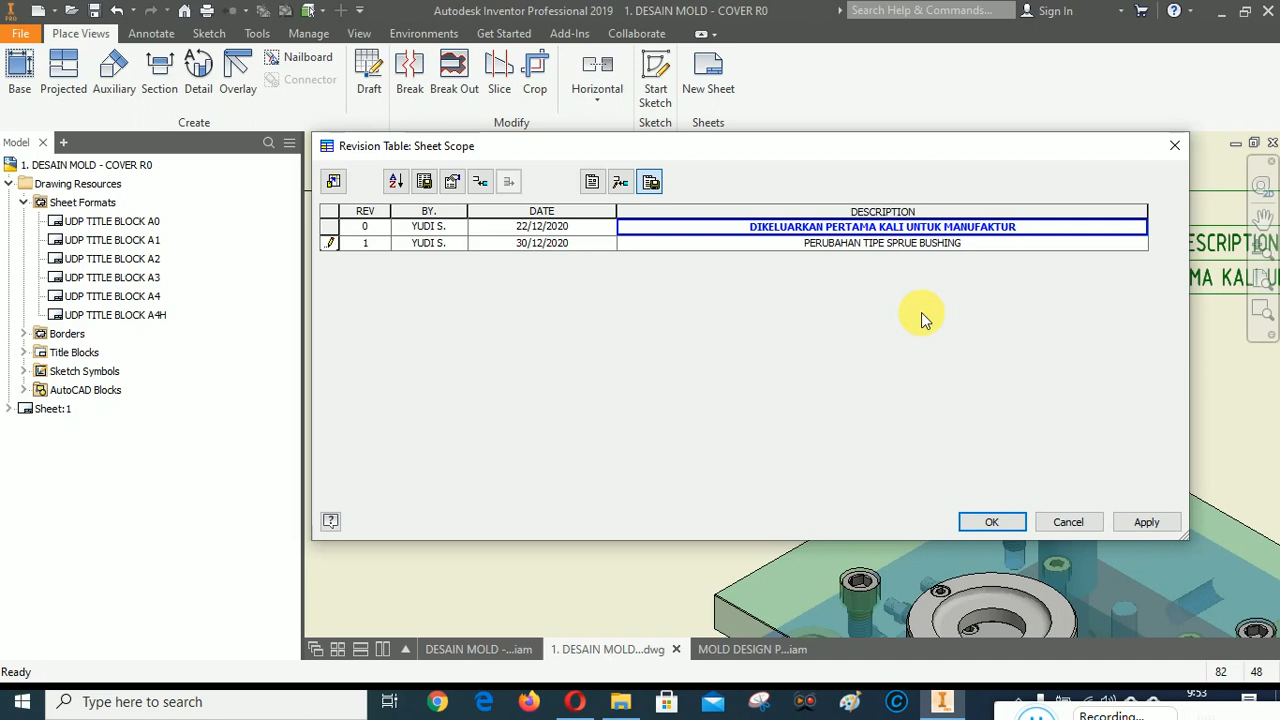 PRO
Autodesk Inventor Professional 2019   1. DESAIN MOLD - COVER R0
Search Help & Commands...
Sign In
File Place Views Annotate Sketch Tools Manage View Environments Get Started Add-Ins Collaborate
Base Projected Auxiliary Section Detail Overlay
Nailboard
Connector
Draft
Break Break Out Slice Crop
Horizontal
Start Sketch
New Sheet
Create Modify Sketch Sheets
Model
1. DESAIN MOLD - COVER R0
Drawing Resources
Sheet Formats
UDP TITLE BLOCK A0
UDP TITLE BLOCK A1
UDP TITLE BLOCK A2
UDP TITLE BLOCK A3
UDP TITLE BLOCK A4
UDP TITLE BLOCK A4H
Borders
Title Blocks
Sketch Symbols
AutoCAD Blocks
Sheet:1
Revision Table: Sheet Scope
REV BY. DATE DESCRIPTION
0 YUDI S. 22/12/2020 DIKELUARKAN PERTAMA KALI UNTUK MANUFAKTUR
1 YUDI S. 30/12/2020 PERUBAHAN TIPE SPRUE BUSHING
OK Cancel Apply
ESCRIPTION
MA KALI U
DESAIN MOLD -...iam 1. DESAIN MOLD...dwg MOLD DESIGN P...iam
Ready
82 48
Type here to search
9:53
Recording...